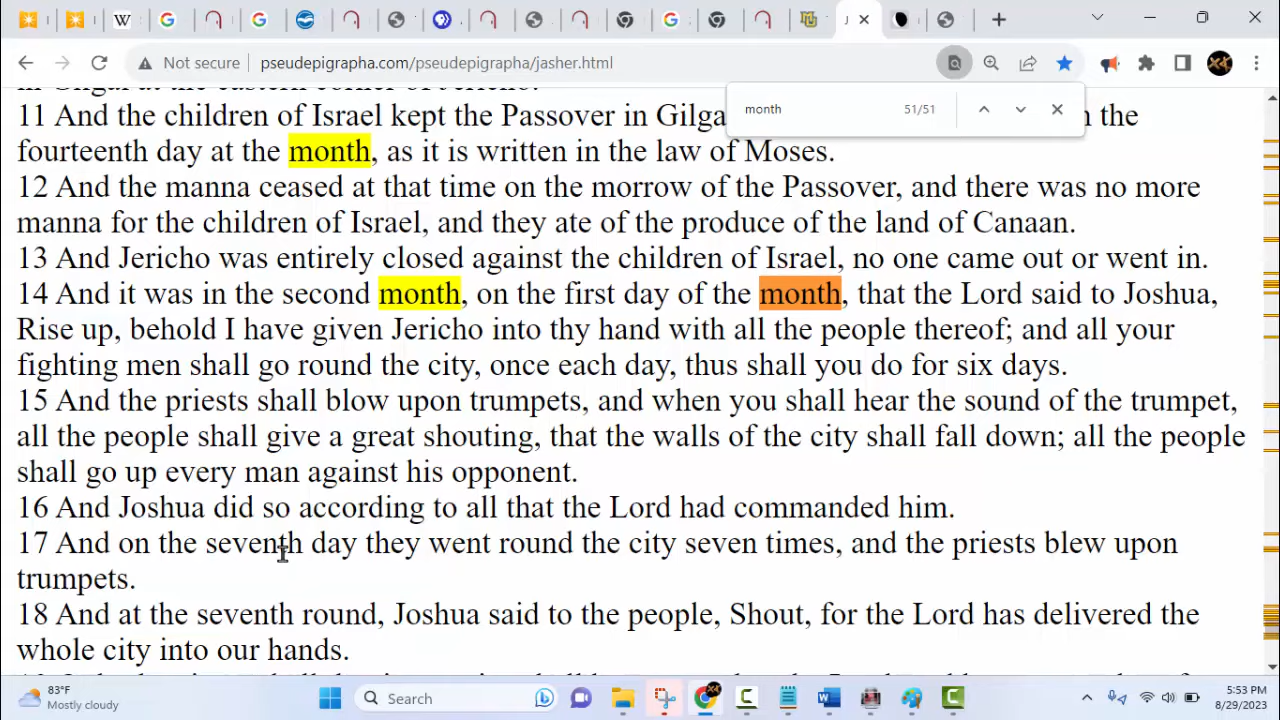 Not secure
pseudepigrapha.com/pseudepigrapha/jasher.html
month
51/51
11 And the children of Israel kept the Passover in Gilga
the
fourteenth day at the month, as it is written in the law of Moses.
12 And the manna ceased at that time on the morrow of the Passover, and there was no more
manna for the children of Israel, and they ate of the produce of the land of Canaan.
13 And Jericho was entirely closed against the children of Israel, no one came out or went in.
14 And it was in the second month, on the first day of the month, that the Lord said to Joshua,
Rise up, behold I have given Jericho into thy hand with all the people thereof; and all your
fighting men shall go round the city, once each day, thus shall you do for six days.
15 And the priests shall blow upon trumpets, and when you shall hear the sound of the trumpet,
all the people shall give a great shouting, that the walls of the city shall fall down; all the people
shall go up every man against his opponent.
16 And Joshua did so according to all that the Lord had commanded him.
17 And on the seventh day they went round the city seven times, and the priests blew upon
trumpets.
18 And at the seventh round, Joshua said to the people, Shout, for the Lord has delivered the
whole city into our hands.
83°F
Mostly cloudy
Search
5:53 PM
8/29/2023